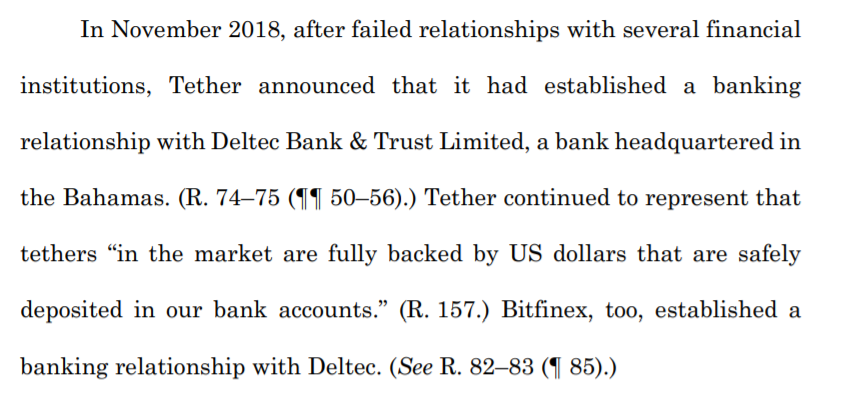 In November 2018, after failed relationships with several financial
institutions, Tether announced that it had established a banking
relationship with Deltec Bank & Trust Limited, a bank headquartered in
the Bahamas. (R. 74–75 (¶¶ 50–56).) Tether continued to represent that
tethers “in the market are fully backed by US dollars that are safely
deposited in our bank accounts.” (R. 157.) Bitfinex, too, established a
banking relationship with Deltec. (See R. 82–83 (¶ 85).)